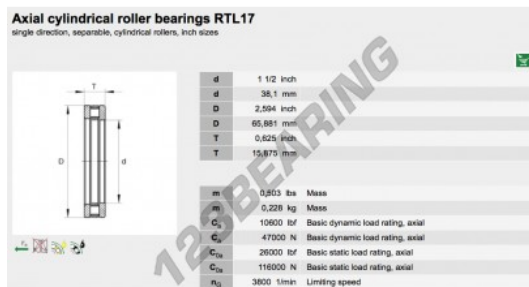 Axial cylindrical roller bearings RTL17
single direction, separable, cylindrical rollers, inch sizes
T
D
d
d 1 1/2 inch
d 38,1 mm
D 2,594 inch
D 65,881 mm
T 0,625 inch
T 15,875 mm
m 0,503 lbs Mass
m 0,228 kg Mass
Ca 10600 lbf Basic dynamic load rating, axial
Ca 47000 N Basic dynamic load rating, axial
C0a 26000 lbf Basic static load rating, axial
C0a 116000 N Basic static load rating, axial
nG 3800 1/min Limiting speed
123BEARING